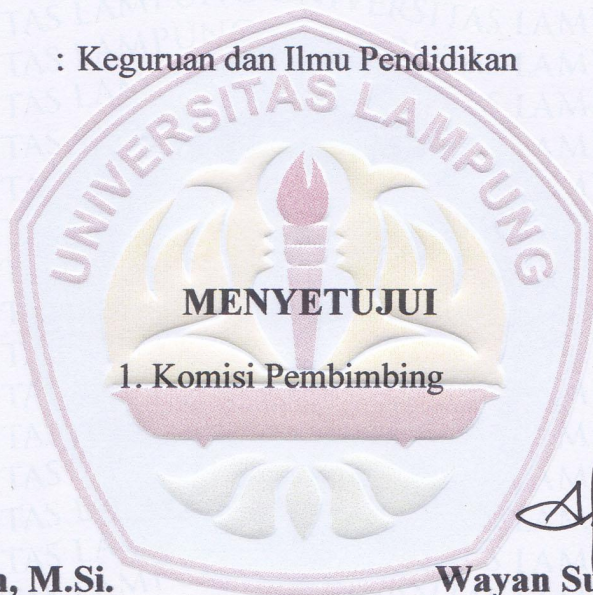 : Keguruan dan Ilmu Pendidikan
UNIVERSITAS LAMPUNG
MENYETUJUI
1. Komisi Pembimbing
M.Si.
Wayan